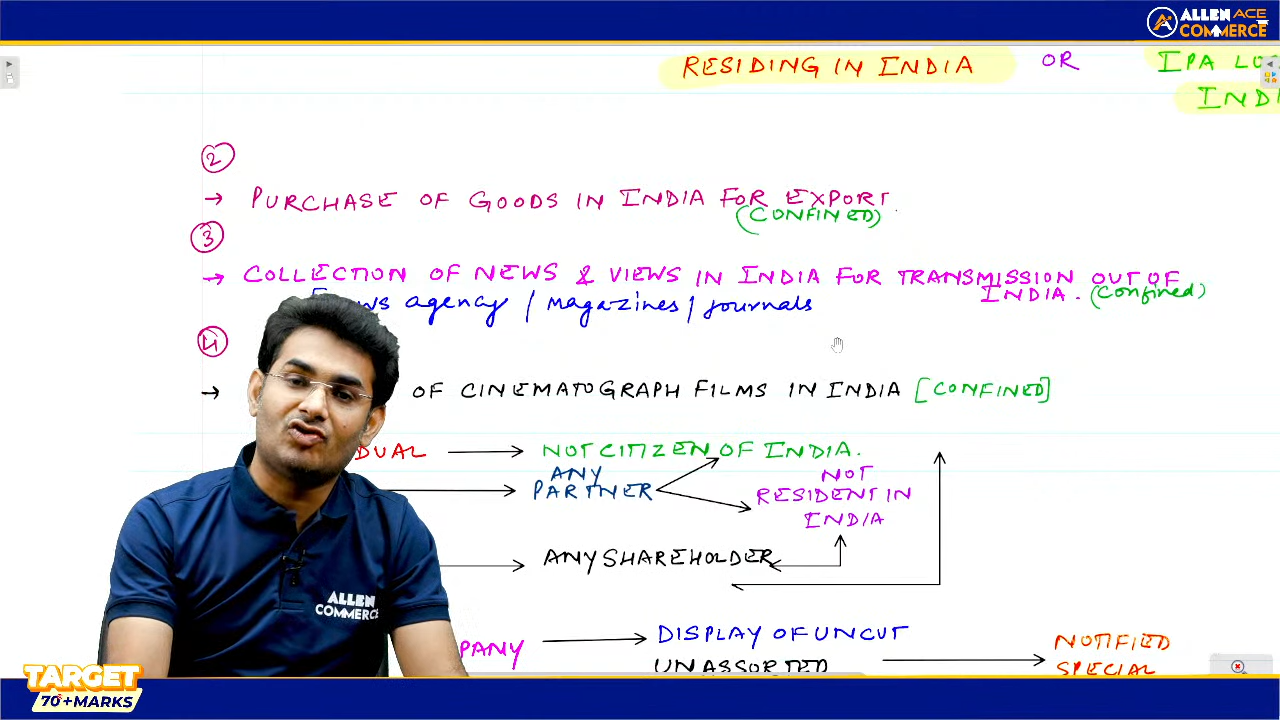 ALLEN ACE
COMMERCE
RESIDING IN INDIA OR IPA
2
→ PURCHASE OF GOODS IN INDIA FOR EXPORT
(CONFINED)
3
→ COLLECTION OF NEWS & VIEWS IN INDIA FOR TRANSMISSION OUT OF
INDIA. (Confined)
agency / magazines / journals
4
→ OF CINEMATOGRAPH FILMS IN INDIA [CONFINED]
→ NOT CITIZEN OF INDIA.
ANY
PARTNER
NOT
RESIDENT IN
INDIA
ANY SHAREHOLDER
→ DISPLAY OF UNCUT
UNASSORTED
→ NOTIFIED
SPECIAL
ALLEN
COMMERCE
TARGET
70+MARKS